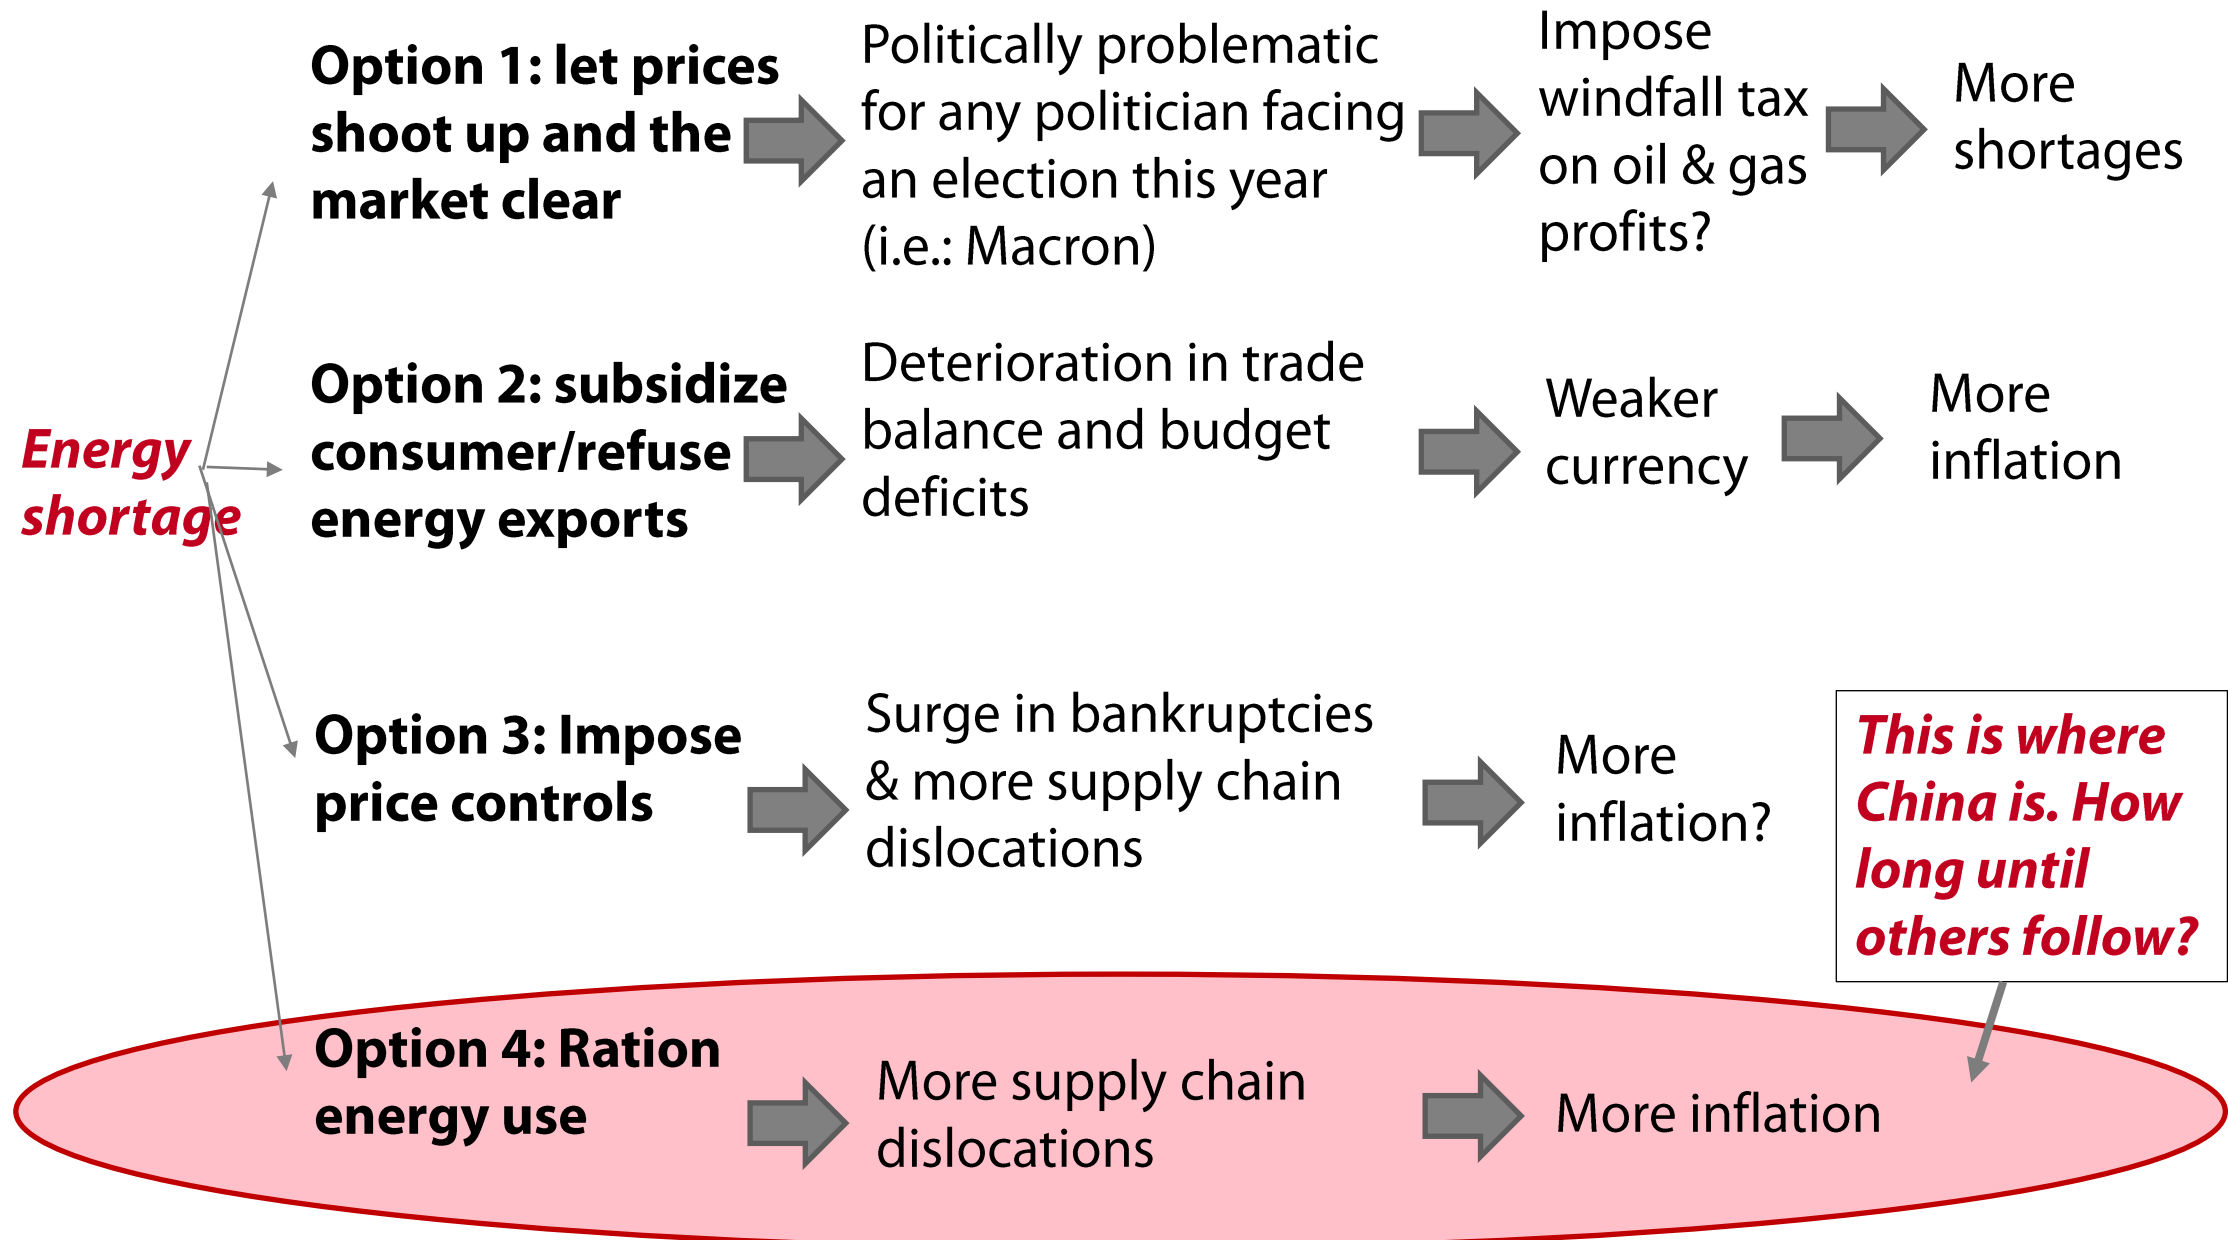 Energy
shortage
Option 1: let prices
shoot up and the
market clear
Politically problematic
for any politician facing
an election this year
(i.e.: Macron)
Impose
windfall tax
on oil & gas
profits?
More
shortages
Option 2: subsidize
consumer/refuse
energy exports
Deterioration in trade
balance and budget
deficits
Weaker
currency
More
inflation
Option 3: Impose
price controls
Surge in bankruptcies
& more supply chain
dislocations
More
inflation?
This is where
China is. How
long until
others follow?
Option 4: Ration
energy use
More supply chain
dislocations
More inflation